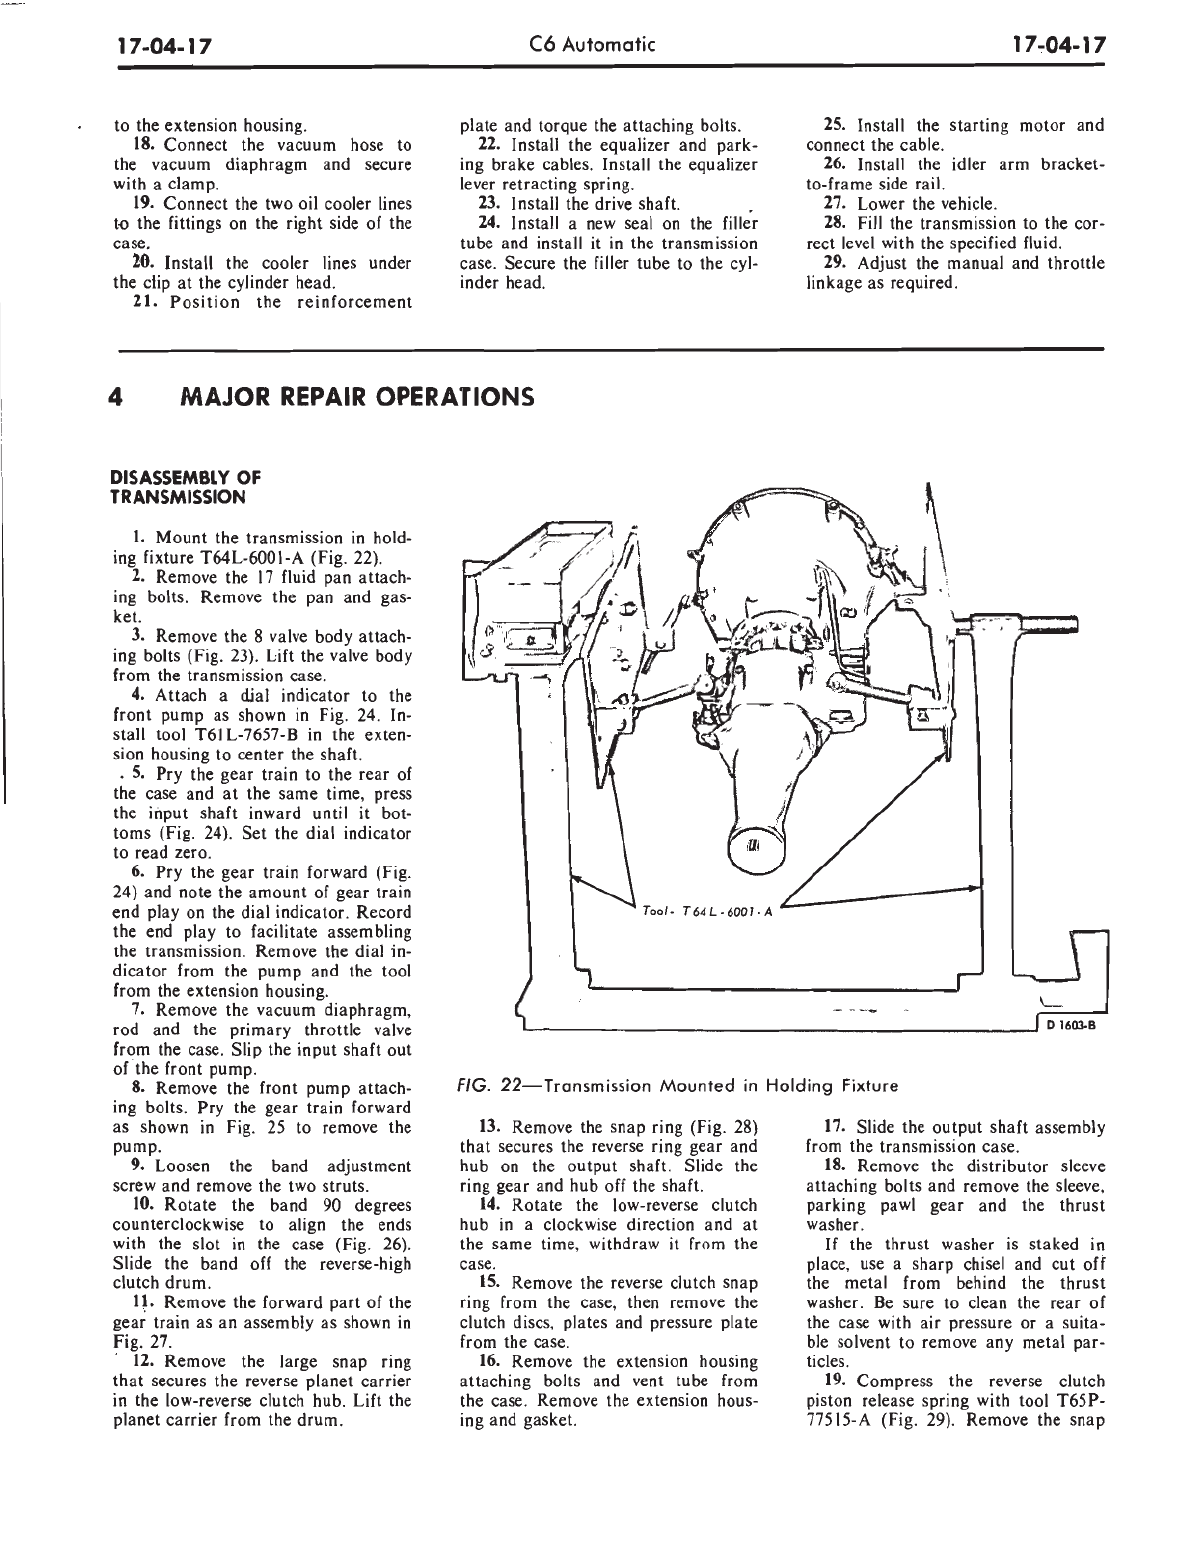 17-04-17
C6 Automatic
17-04-17
to the extension housing.
18. Connect the vacuum hose to
the vacuum diaphragm and secure
with a clamp.
19. Connect the two oil cooler lines
to the fittings on the right side of the
case.
20. Install the cooler lines under
the clip at the cylinder head.
21. Position the reinforcement
plate and torque the attaching bolts.
22. Install the equalizer and park-
ing brake cables. Install the equalizer
lever retracting spring.
23. Install the drive shaft.
24. Install a new seal on the filler
tube and install it in the transmission
case. Secure the filler tube to the cyl-
inder head.
25. Install the starting motor and
connect the cable.
26. Install the idler arm bracket-
to-frame side rail.
27. Lower the vehicle.
28. Fill the transmission to the cor-
rect level with the specified fluid.
29. Adjust the manual and throttle
linkage as required.
4 MAJOR REPAIR OPERATIONS
DISASSEMBLY OF
TRANSMISSION
1. Mount the transmission in hold-
ing fixture T64L-6001-A (Fig. 22).
2. Remove the 17 fluid pan attach-
ing bolts. Remove the pan and gas-
ket.
3. Remove the 8 valve body attach-
ing bolts (Fig. 23). Lift the valve body
from the transmission case.
4. Attach a dial indicator to the
front pump as shown in Fig. 24. In-
stall tool T61L-7657-B in the exten-
sion housing to center the shaft.
5. Pry the gear train to the rear of
the case and at the same time, press
the input shaft inward until it bot-
toms (Fig. 24). Set the dial indicator
to read zero.
6. Pry the gear train forward (Fig.
24) and note the amount of gear train
end play on the dial indicator. Record
the end play to facilitate assembling
the transmission. Remove the dial in-
dicator from the pump and the tool
from the extension housing.
7. Remove the vacuum diaphragm,
rod and the primary throttle valve
from the case. Slip the input shaft out
of the front pump.
8. Remove the front pump attach-
ing bolts. Pry the gear train forward
as shown in Fig. 25 to remove the
pump.
9. Loosen the band adjustment
screw and remove the two struts.
10. Rotate the band 90 degrees
counterclockwise to align the ends
with the slot in the case (Fig. 26).
Slide the band off the reverse-high
clutch drum.
11. Remove the forward part of the
gear train as an assembly as shown in
Fig. 27.
12. Remove the large snap ring
that secures the reverse planet carrier
in the low-reverse clutch hub. Lift the
planet carrier from the drum.
Tool- T64L-6001-A
D 1603-B
FIG. 22—Transmission Mounted in Holding Fixture
13. Remove the snap ring (Fig. 28)
that secures the reverse ring gear and
hub on the output shaft. Slide the
ring gear and hub off the shaft.
14. Rotate the low-reverse clutch
hub in a clockwise direction and at
the same time, withdraw it from the
case.
15. Remove the reverse clutch snap
ring from the case, then remove the
clutch discs, plates and pressure plate
from the case.
16. Remove the extension housing
attaching bolts and vent tube from
the case. Remove the extension hous-
ing and gasket.
17. Slide the output shaft assembly
from the transmission case.
18. Remove the distributor sleeve
attaching bolts and remove the sleeve,
parking pawl gear and the thrust
washer.
If the thrust washer is staked in
place, use a sharp chisel and cut off
the metal from behind the thrust
washer. Be sure to clean the rear of
the case with air pressure or a suita-
ble solvent to remove any metal par-
ticles.
19. Compress the reverse clutch
piston release spring with tool T65P-
77515-A (Fig. 29). Remove the snap